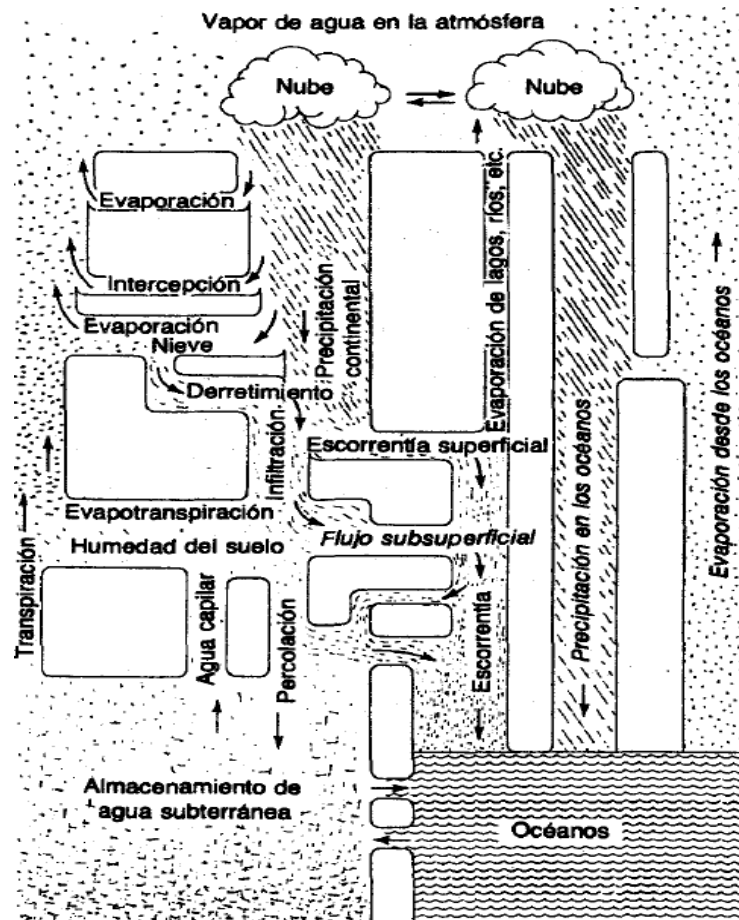 Vapor de agua en la atmósfera
Nube
Nube
Evaporación
Intercepción
Evaporación
Nieve
Derretimiento
Precipitación
continental
Evaporación de lagos, ríos, etc.
Infiltración
Escorrentía superficial
Evapotranspiración
Humedad del suelo
Flujo subsuperficial
Transpiración
Agua capilar
Percolación
Escorrentía
Precipitación en los océanos
Evaporación desde los océanos
Almacenamiento de
agua subterránea
Océanos